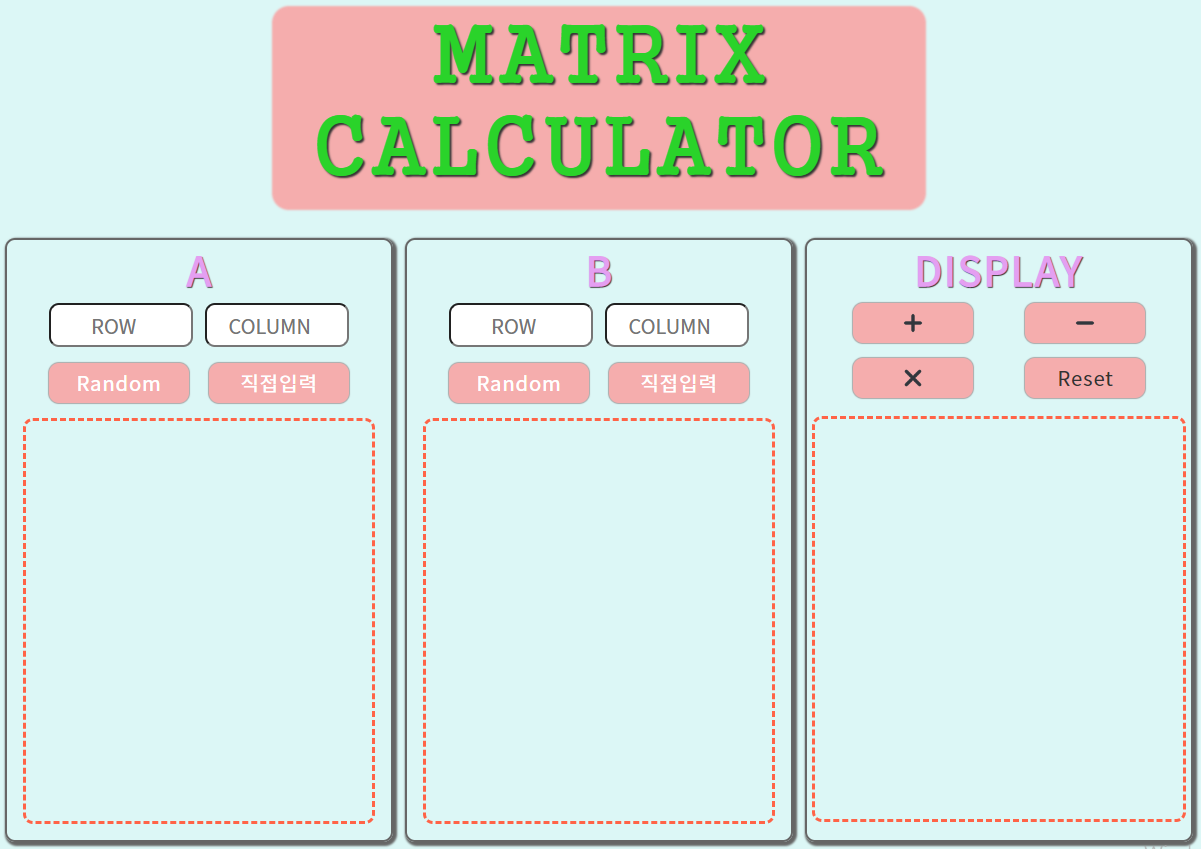 MATRIX
CALCULATOR
A
ROW COLUMN
Random 직접입력
B
ROW COLUMN
Random 직접입력
DISPLAY
+ −
× Reset